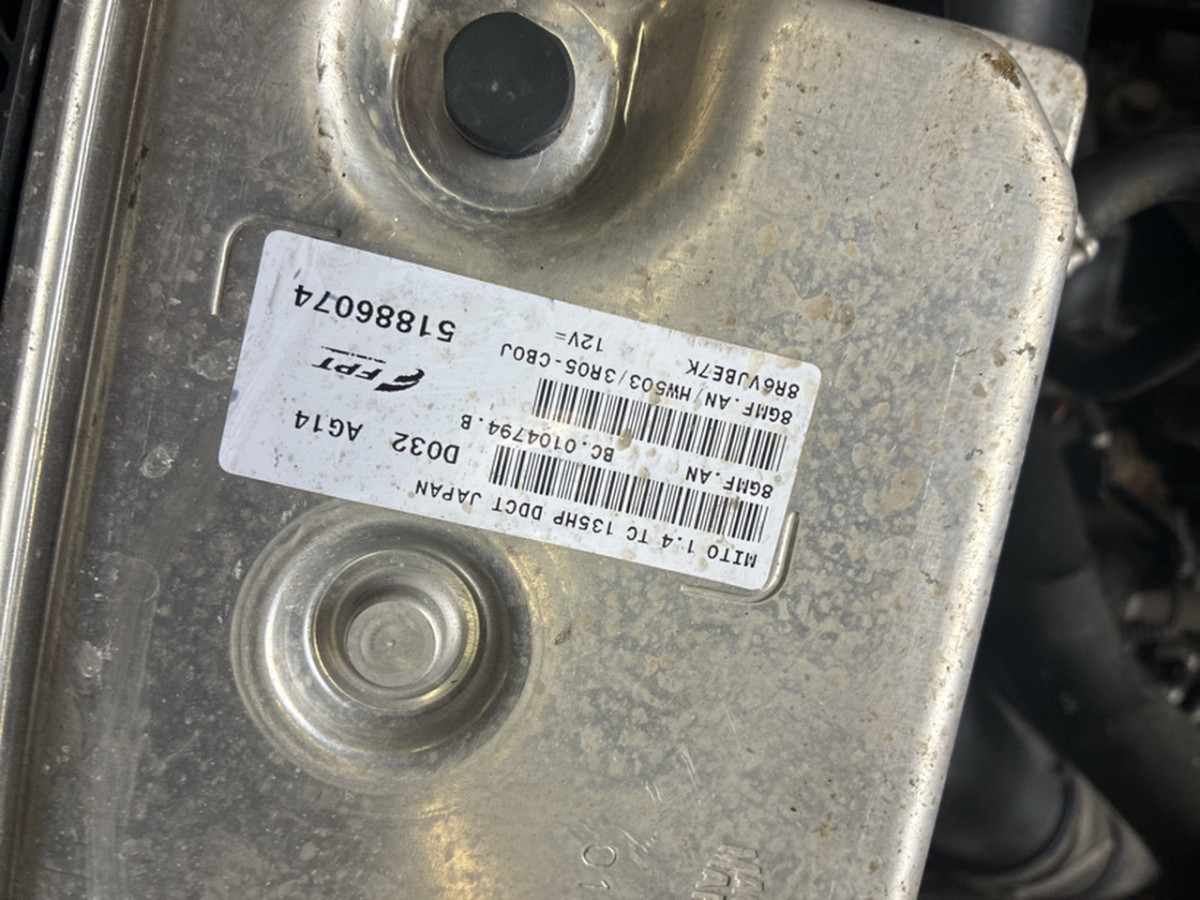 MITO 1.4 TC 135HP DDCT JAPAN
8GMF.AN BC.0104794.B
D032 AG14
8GMF.AN/HW503/3R05-CB0J
FPT
8R6VJBE7K 12V=
51886074